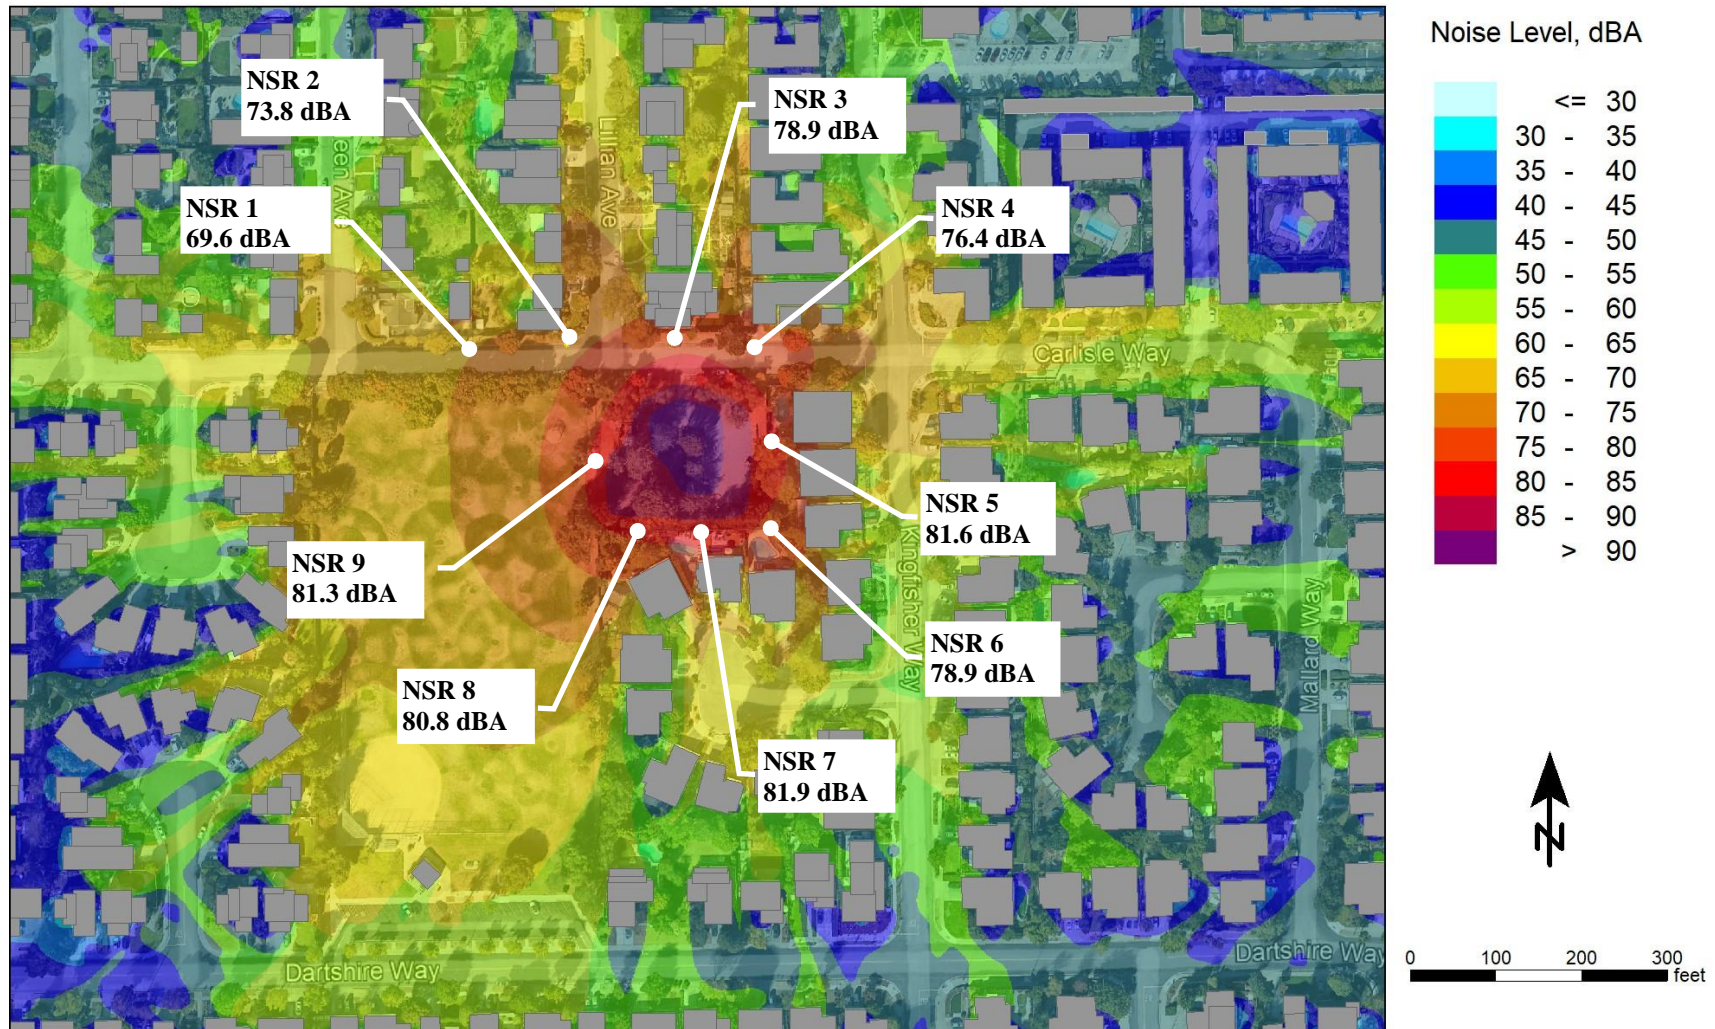 NSR 2
73.8 dBA
NSR 3
78.9 dBA
NSR 1
69.6 dBA
NSR 4
76.4 dBA
een Ave
Lilian Ave
Carlisle Way
NSR 5
81.6 dBA
NSR 9
81.3 dBA
Kingfisher Way
Mallard Way
NSR 6
78.9 dBA
NSR 8
80.8 dBA
NSR 7
81.9 dBA
Dartshire Way
Dartshire Way
Noise Level, dBA
<= 30
30 - 35
35 - 40
40 - 45
45 - 50
50 - 55
55 - 60
60 - 65
65 - 70
70 - 75
75 - 80
80 - 85
85 - 90
> 90
N
0 100 200 300
feet